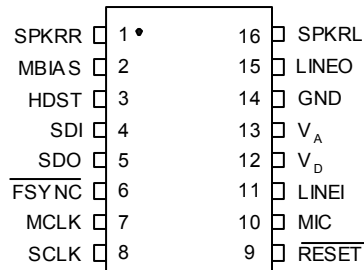 SPKRR 1 16 SPKRL
MBIAS 2 15 LINEO
HDST 3 14 GND
SDI 4 13 VA
SDO 5 12 VD
FSYNC 6 11 LINEI
MCLK 7 10 MIC
SCLK 8 9 RESET